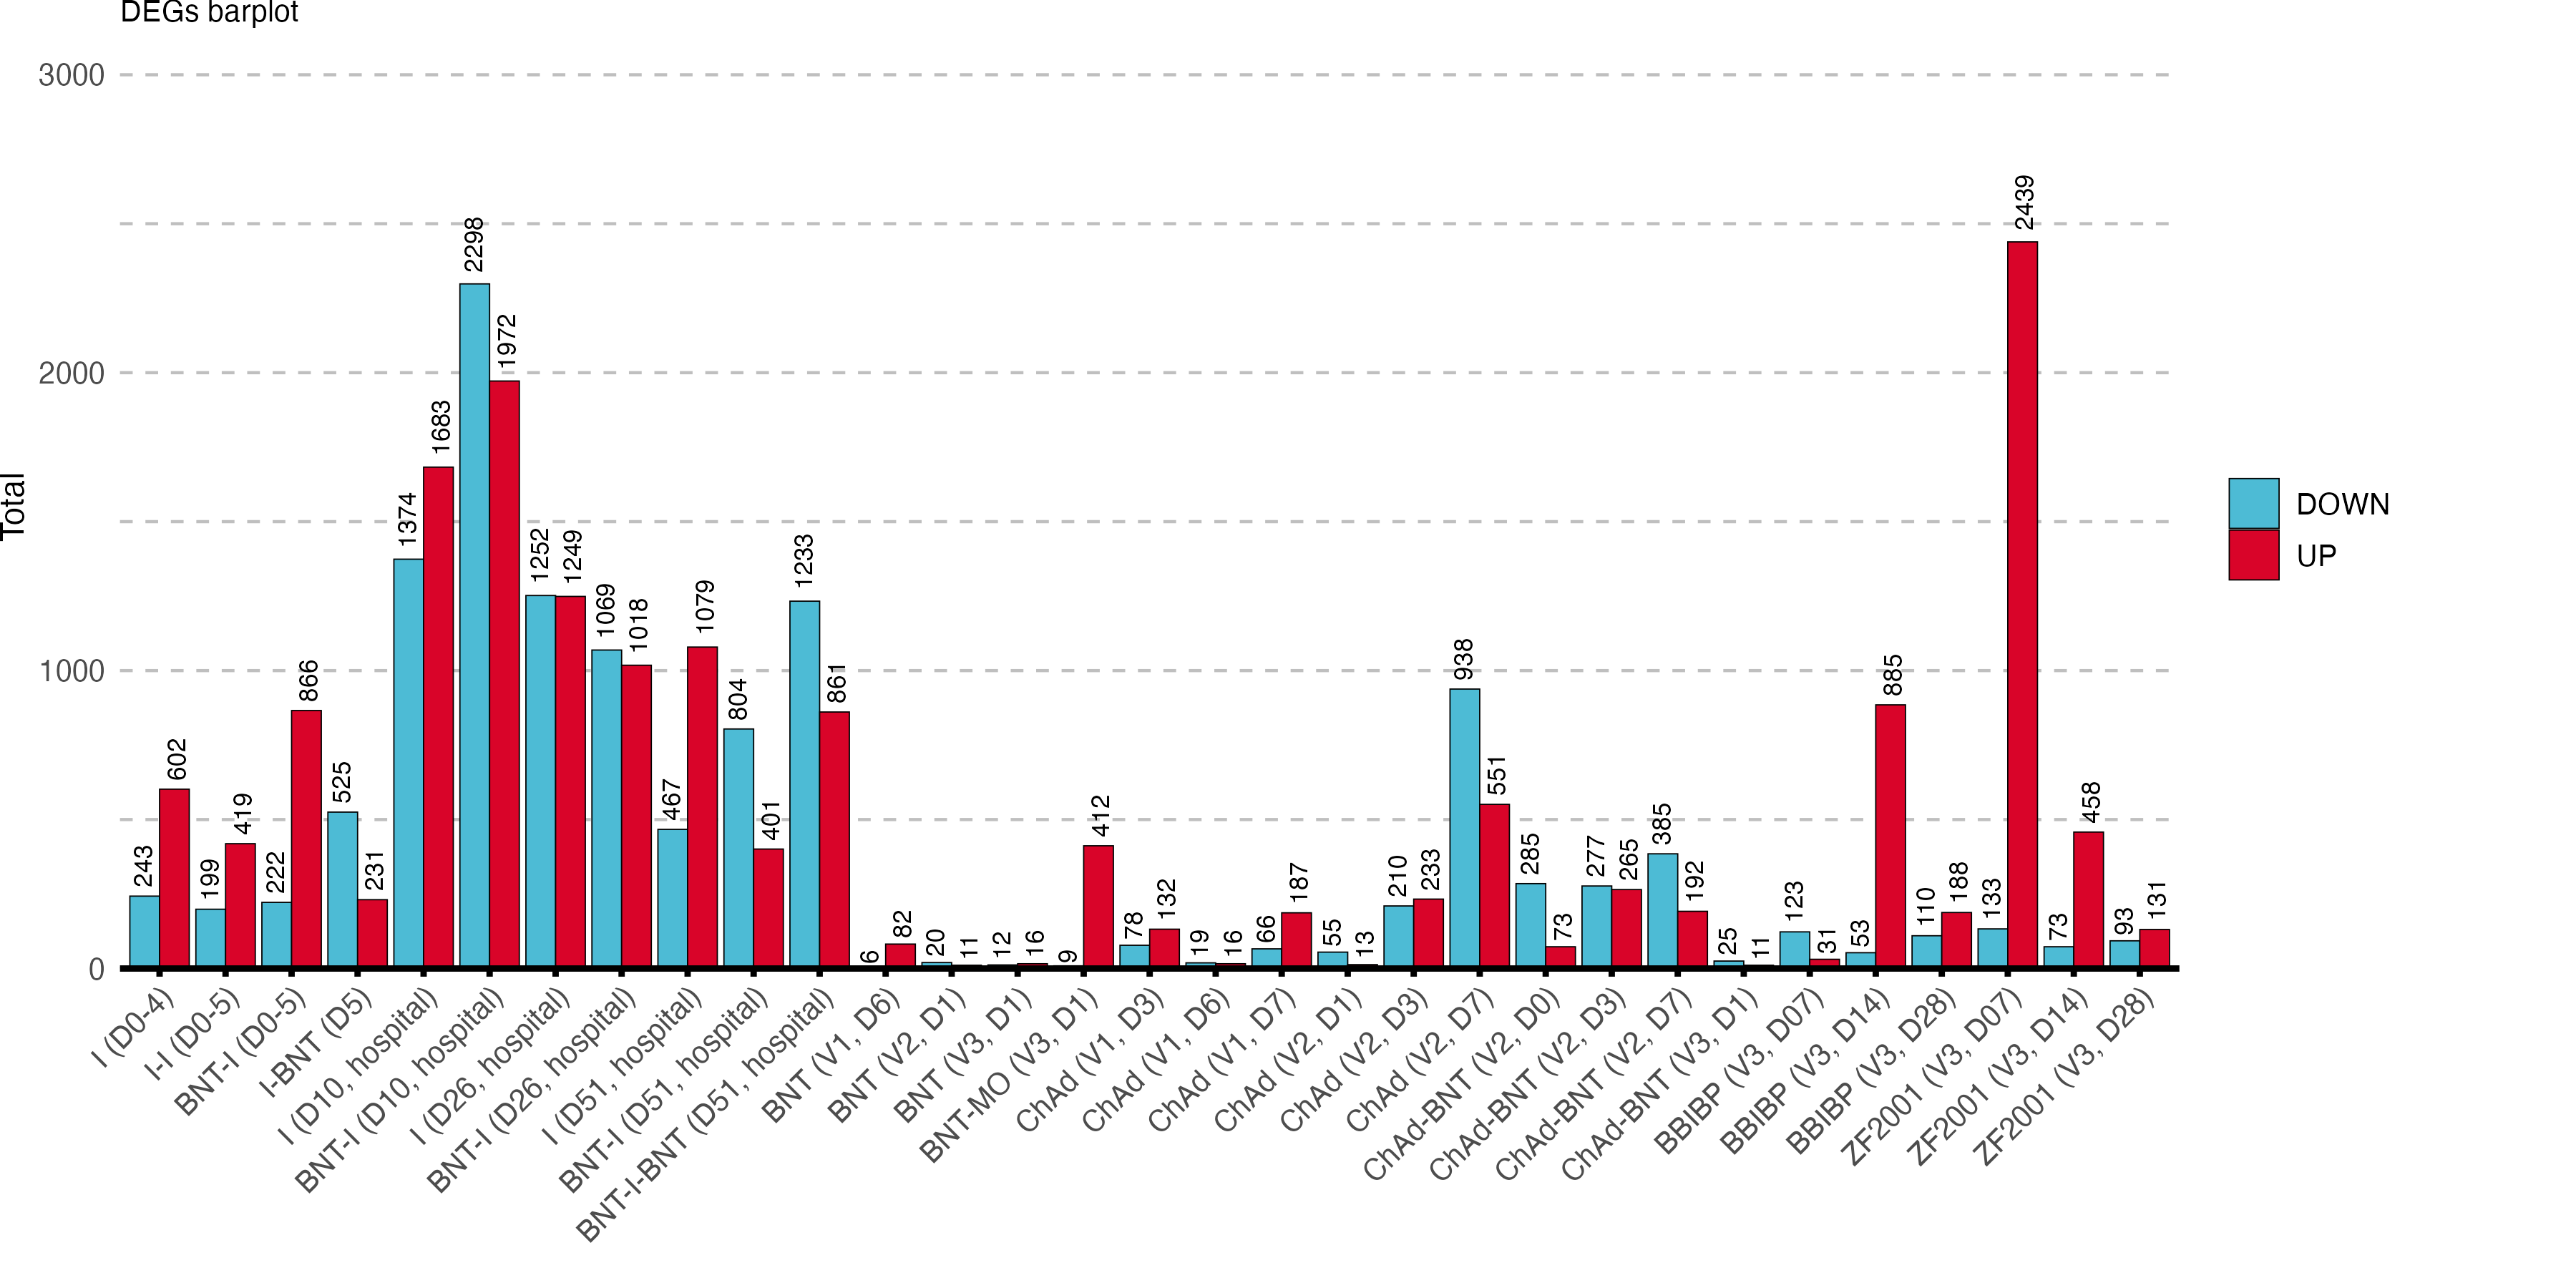 DEGs barplot
3000
2000
1000
0
Total
243
602
199
419
222
866
525
231
1374
1683
2298
1972
1252
1249
1069
1018
467
1079
804
401
1233
861
6
82
20
11
12
16
9
412
78
132
19
16
66
187
55
13
210
233
938
551
285
73
277
265
385
192
25
11
123
31
53
885
110
188
133
2439
73
458
93
131
I (D0-4)
I-I (D0-5)
BNT-I (D0-5)
I-BNT (D5)
I (D10, hospital)
BNT-I (D10, hospital)
I (D26, hospital)
BNT-I (D26, hospital)
I (D51, hospital)
BNT-I (D51, hospital)
BNT-I-BNT (D51, hospital)
BNT (V1, D6)
BNT (V2, D1)
BNT (V3, D1)
BNT-MO (V3, D1)
ChAd (V1, D3)
ChAd (V1, D6)
ChAd (V1, D7)
ChAd (V2, D1)
ChAd (V2, D3)
ChAd (V2, D7)
ChAd-BNT (V2, D0)
ChAd-BNT (V2, D3)
ChAd-BNT (V2, D7)
ChAd-BNT (V3, D1)
BBIBP (V3, D07)
BBIBP (V3, D14)
BBIBP (V3, D28)
ZF2001 (V3, D07)
ZF2001 (V3, D14)
ZF2001 (V3, D28)
DOWN
UP